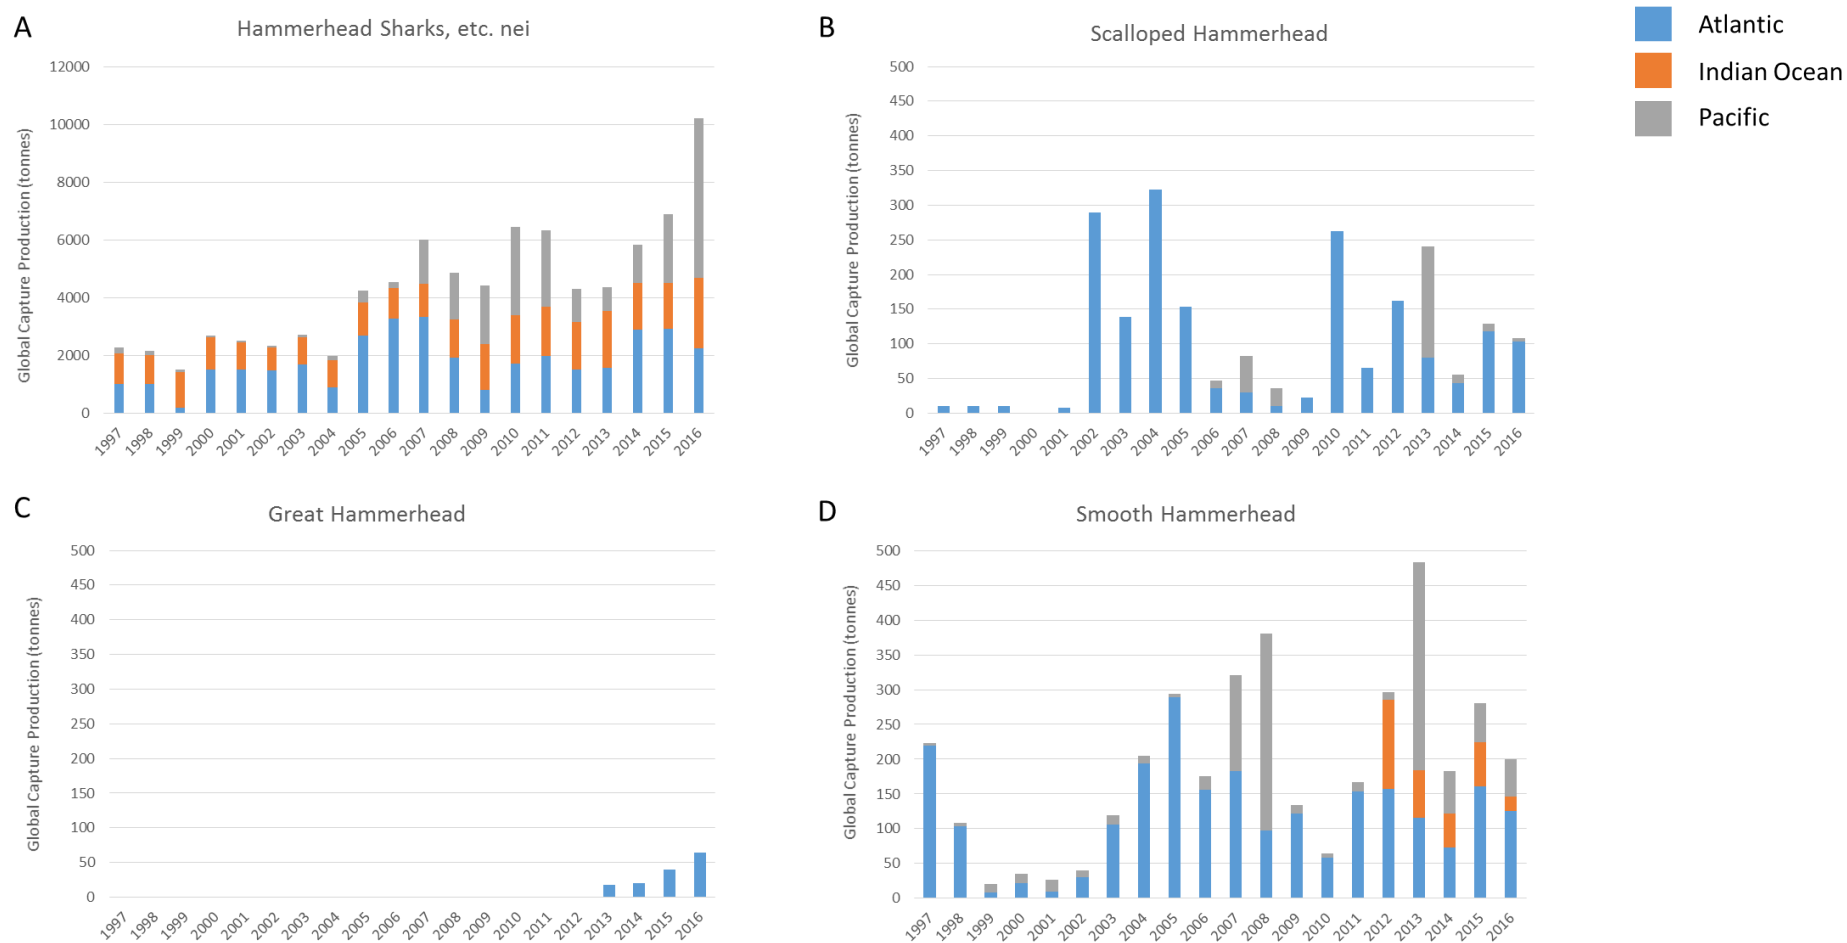 A
Hammerhead Sharks, etc. nei
Global Capture Production (tonnes)
12000
10000
8000
6000
4000
2000
0
1997 1998 1999 2000 2001 2002 2003 2004 2005 2006 2007 2008 2009 2010 2011 2012 2013 2014 2015 2016
B
Scalloped Hammerhead
Global Capture Production (tonnes)
500
450
400
350
300
250
200
150
100
50
0
1997 1998 1999 2000 2001 2002 2003 2004 2005 2006 2007 2008 2009 2010 2011 2012 2013 2014 2015 2016
Atlantic
Indian Ocean
Pacific
C
Great Hammerhead
Global Capture Production (tonnes)
500
450
400
350
300
250
200
150
100
50
0
1997 1998 1999 2000 2001 2002 2003 2004 2005 2006 2007 2008 2009 2010 2011 2012 2013 2014 2015 2016
D
Smooth Hammerhead
Global Capture Production (tonnes)
500
450
400
350
300
250
200
150
100
50
0
1997 1998 1999 2000 2001 2002 2003 2004 2005 2006 2007 2008 2009 2010 2011 2012 2013 2014 2015 2016